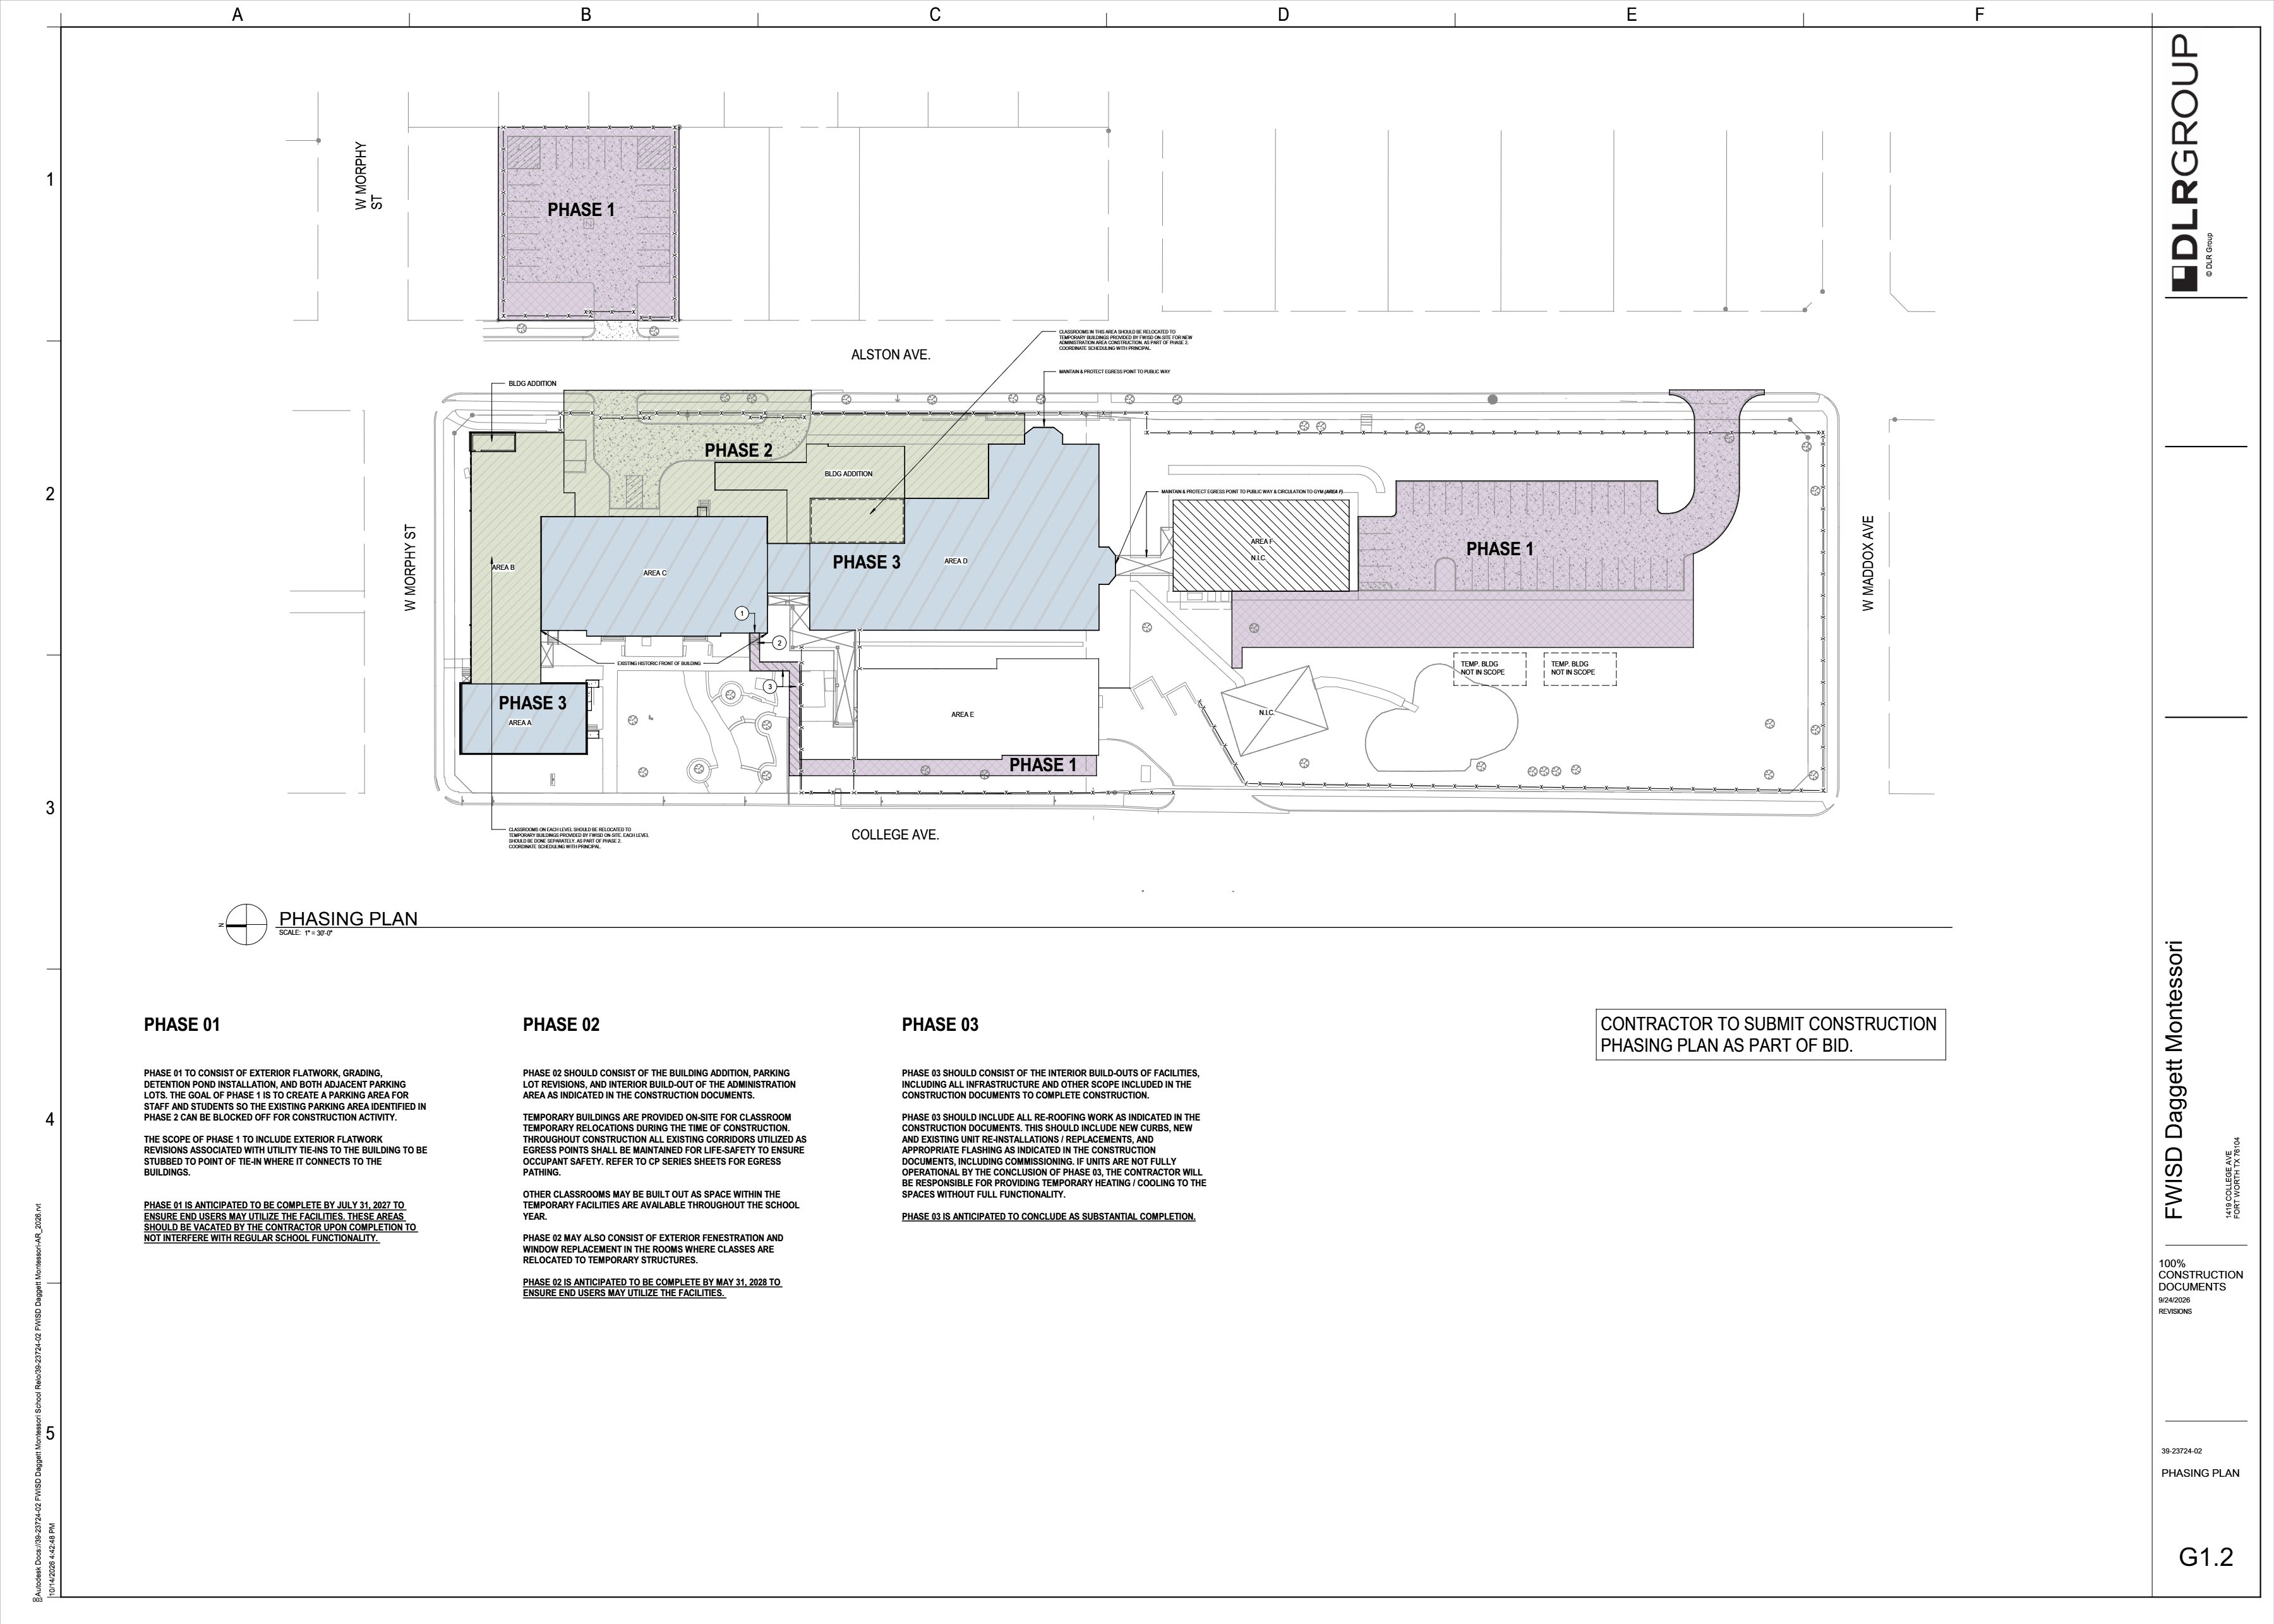 A
B
C
D
E
F
1
2
3
4
5
W MORPHY
ST
PHASE 1
ALSTON AVE.
CLASSROOMS IN THIS AREA SHOULD BE RELOCATED TO
TEMPORARY BUILDINGS PROVIDED BY FWISD ON-SITE FOR NEW
ADMINISTRATION AREA CONSTRUCTION. AS PART OF PHASE 2.
COORDINATE SCHEDULING WITH PRINCIPAL.
MAINTAIN & PROTECT EGRESS POINT TO PUBLIC WAY
BLDG ADDITION
PHASE 2
BLDG ADDITION
MAINTAIN & PROTECT EGRESS POINT TO PUBLIC WAY & CIRCULATION TO GYM (AREA F)
W MORPHY ST
AREA B
AREA C
PHASE 3
AREA D
AREA F
N.I.C.
PHASE 1
W MADDOX AVE
1
2
3
EXISTING HISTORIC FRONT OF BUILDING
TEMP. BLDG
NOT IN SCOPE
TEMP. BLDG
NOT IN SCOPE
PHASE 3
AREA A
AREA E
N.I.C.
PHASE 1
CLASSROOMS ON EACH LEVEL SHOULD BE RELOCATED TO
TEMPORARY BUILDINGS PROVIDED BY FWISD ON-SITE. EACH LEVEL
SHOULD BE DONE SEPARATELY. AS PART OF PHASE 2.
COORDINATE SCHEDULING WITH PRINCIPAL.
COLLEGE AVE.
N
PHASING PLAN
SCALE: 1" = 30'-0"
PHASE 01
PHASE 1 TO CONSIST OF EXTERIOR FLATWORK, GRADING,
DETENTION POND INSTALLATION, AND BOTH ADJACENT PARKING
LOTS. THE GOAL OF PHASE 1 IS TO CREATE A PARKING AREA FOR
STAFF AND STUDENTS SO THE EXISTING PARKING AREA IDENTIFIED IN
PHASE 2 CAN BE BLOCKED OFF FOR CONSTRUCTION ACTIVITY.
THE SCOPE OF PHASE 1 TO INCLUDE EXTERIOR FLATWORK
REVISIONS ASSOCIATED WITH UTILITY TIE-INS TO THE BUILDING TO BE
STUBBED TO POINT OF TIE-IN WHERE IT CONNECTS TO THE
BUILDINGS.
PHASE 01 IS ANTICIPATED TO BE COMPLETE BY JULY 31, 2027 TO
ENSURE END USERS MAY UTILIZE THE FACILITIES. THESE AREAS
SHOULD BE VACATED BY THE CONTRACTOR UPON COMPLETION TO
NOT INTERFERE WITH REGULAR SCHOOL FUNCTIONALITY.
PHASE 02
PHASE 02 SHOULD CONSIST OF THE BUILDING ADDITION, PARKING
LOT REVISIONS, AND INTERIOR BUILD-OUT OF THE ADMINISTRATION
AREA AS INDICATED IN THE CONSTRUCTION DOCUMENTS.
TEMPORARY BUILDINGS ARE PROVIDED ON-SITE FOR CLASSROOM
TEMPORARY RELOCATIONS DURING THE TIME OF CONSTRUCTION.
THROUGHOUT CONSTRUCTION ALL EXISTING CORRIDORS UTILIZED AS
EGRESS POINTS SHALL BE MAINTAINED FOR LIFE-SAFETY TO ENSURE
OCCUPANT SAFETY. REFER TO CP SERIES SHEETS FOR EGRESS
PATHING.
OTHER CLASSROOMS MAY BE BUILT OUT AS SPACE WITHIN THE
TEMPORARY FACILITIES ARE AVAILABLE THROUGHOUT THE SCHOOL
YEAR.
PHASE 02 MAY ALSO CONSIST OF EXTERIOR FENESTRATION AND
WINDOW REPLACEMENT IN THE ROOMS WHERE CLASSES ARE
RELOCATED TO TEMPORARY STRUCTURES.
PHASE 02 IS ANTICIPATED TO BE COMPLETE BY MAY 31, 2028 TO
ENSURE END USERS MAY UTILIZE THE FACILITIES.
PHASE 03
PHASE 03 SHOULD CONSIST OF THE INTERIOR BUILD-OUTS OF FACILITIES,
INCLUDING ALL INFRASTRUCTURE AND OTHER SCOPE INCLUDED IN THE
CONSTRUCTION DOCUMENTS TO COMPLETE CONSTRUCTION.
PHASE 03 SHOULD INCLUDE ALL RE-ROOFING WORK AS INDICATED IN THE
CONSTRUCTION DOCUMENTS. THIS SHOULD INCLUDE NEW CURBS, NEW
AND EXISTING UNIT RE-INSTALLATIONS / REPLACEMENTS, AND
APPROPRIATE FLASHING AS INDICATED IN THE CONSTRUCTION
DOCUMENTS, INCLUDING COMMISSIONING. IF UNITS ARE NOT FULLY
OPERATIONAL BY THE CONCLUSION OF PHASE 03, THE CONTRACTOR WILL
BE RESPONSIBLE FOR PROVIDING TEMPORARY HEATING / COOLING TO THE
SPACES WITHOUT FULL FUNCTIONALITY.
PHASE 03 IS ANTICIPATED TO CONCLUDE AS SUBSTANTIAL COMPLETION.
CONTRACTOR TO SUBMIT CONSTRUCTION
PHASING PLAN AS PART OF BID.
DLRGROUP
© DLR Group
FWISD Daggett Montessori
1419 COLLEGE AVE
FORT WORTH TX 76104
100%
CONSTRUCTION
DOCUMENTS
9/24/2026
REVISIONS
39-23724-02
PHASING PLAN
G1.2
Autodesk Docs://39-23724-02 FWISD Daggett Montessori School Relo/39-23724-02 FWISD Daggett Montessori-AR_2026.rvt
10/14/2026 4:42:48 PM